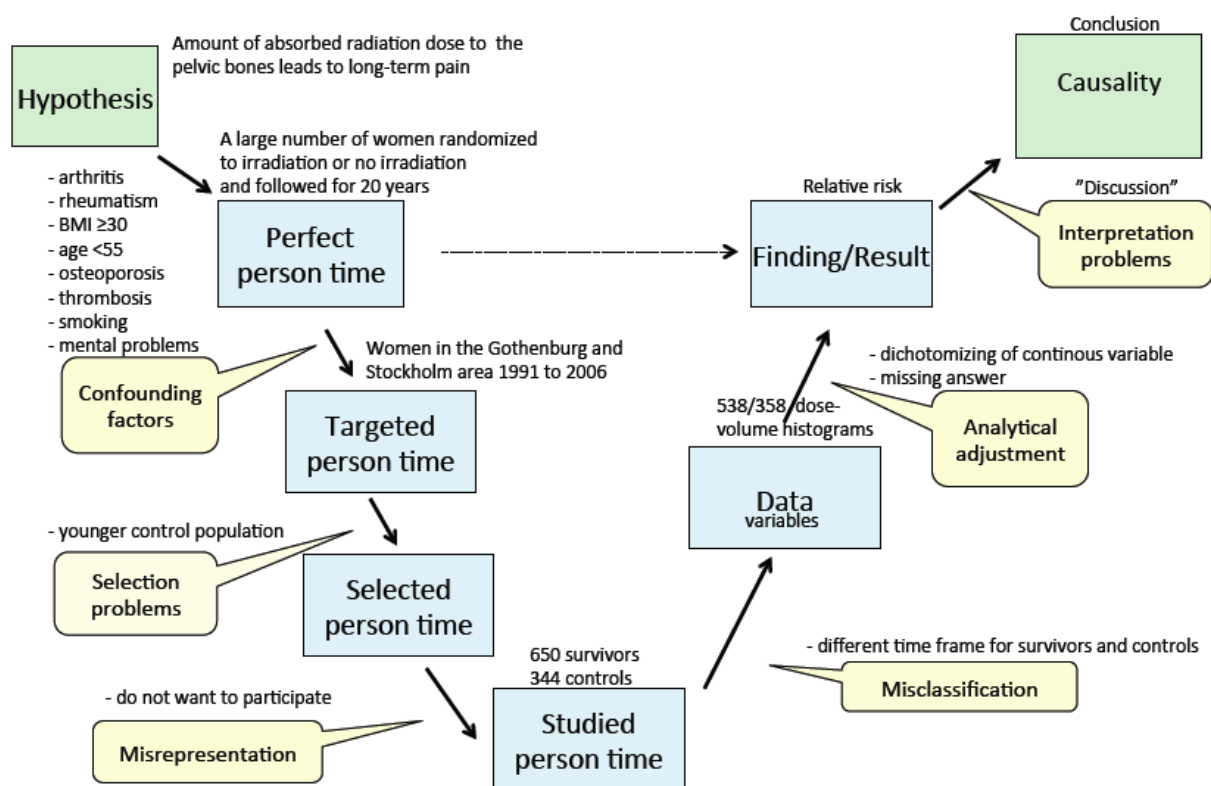 Amount of absorbed radiation dose to the
pelvic bones leads to long-term pain
Hypothesis
A large number of women randomized
to irradiation or no irradiation
and followed for 20 years
- arthritis
- rheumatism
- BMI ≥30
- age <55
- osteoporosis
- thrombosis
- smoking
- mental problems
Confounding
factors
Perfect
person time
Women in the Gothenburg and
Stockholm area 1991 to 2006
Targeted
person time
- younger control population
Selection
problems
Selected
person time
- do not want to participate
Misrepresentation
650 survivors
344 controls
Studied
person time
- different time frame for survivors and controls
Misclassification
538/358 dose-
volume histograms
Data
variables
- dichotomizing of continous variable
- missing answer
Analytical
adjustment
Relative risk
Finding/Result
"Discussion"
Interpretation
problems
Conclusion
Causality